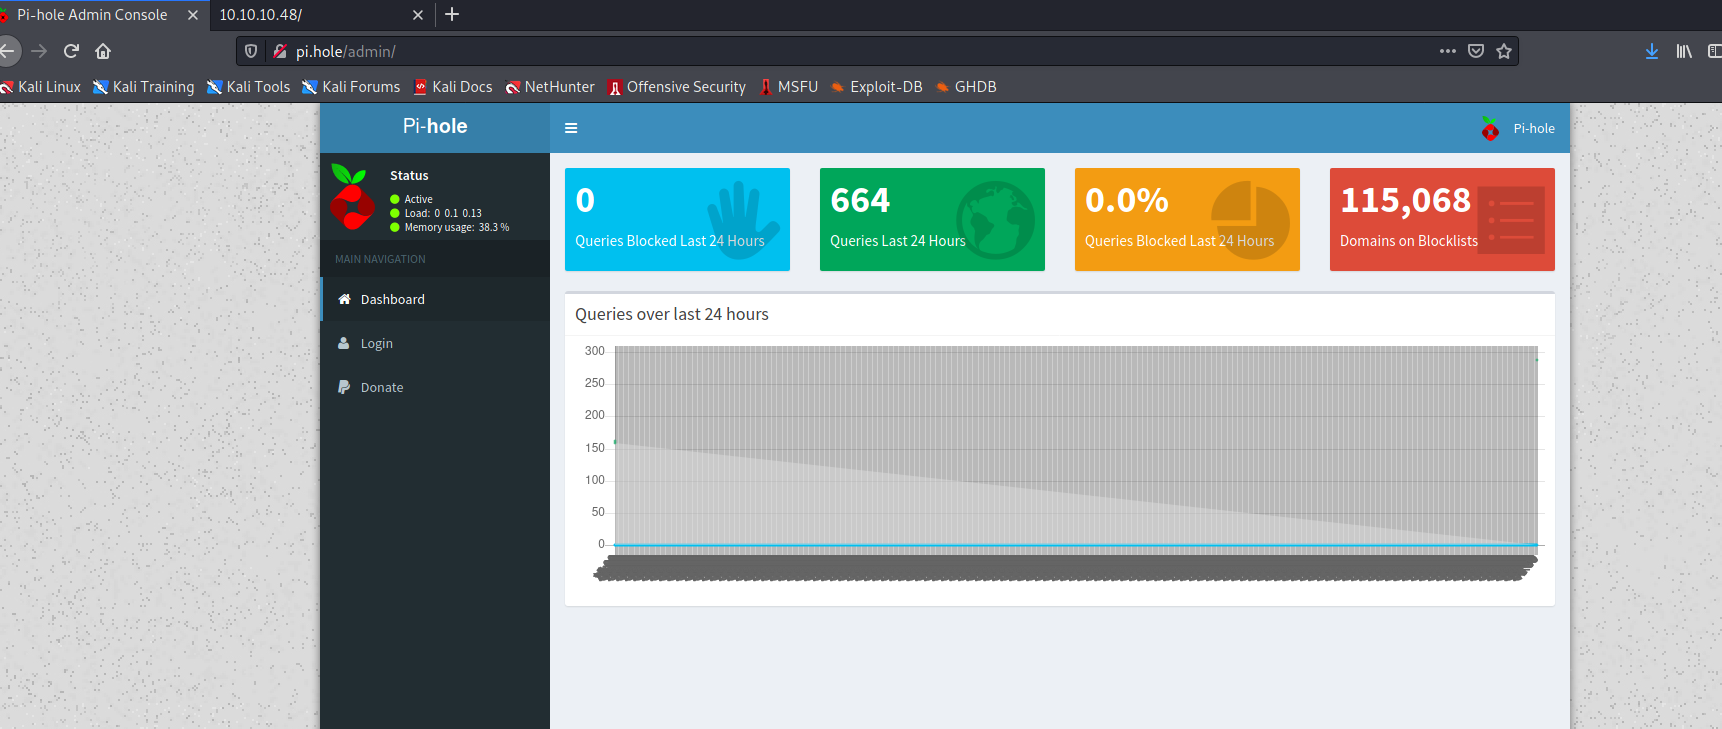 Pi-hole Admin Console
10.10.10.48/
pi.hole/admin/
Kali Linux Kali Training Kali Tools Kali Forums Kali Docs NetHunter Offensive Security MSFU Exploit-DB GHDB
Pi-hole
Pi-hole
Status
Active
Load: 0 0.1 0.13
Memory usage: 38.3 %
MAIN NAVIGATION
Dashboard
Login
Donate
0
Queries Blocked Last 24 Hours
664
Queries Last 24 Hours
0.0%
Queries Blocked Last 24 Hours
115,068
Domains on Blocklists
Queries over last 24 hours
300
250
200
150
100
50
0